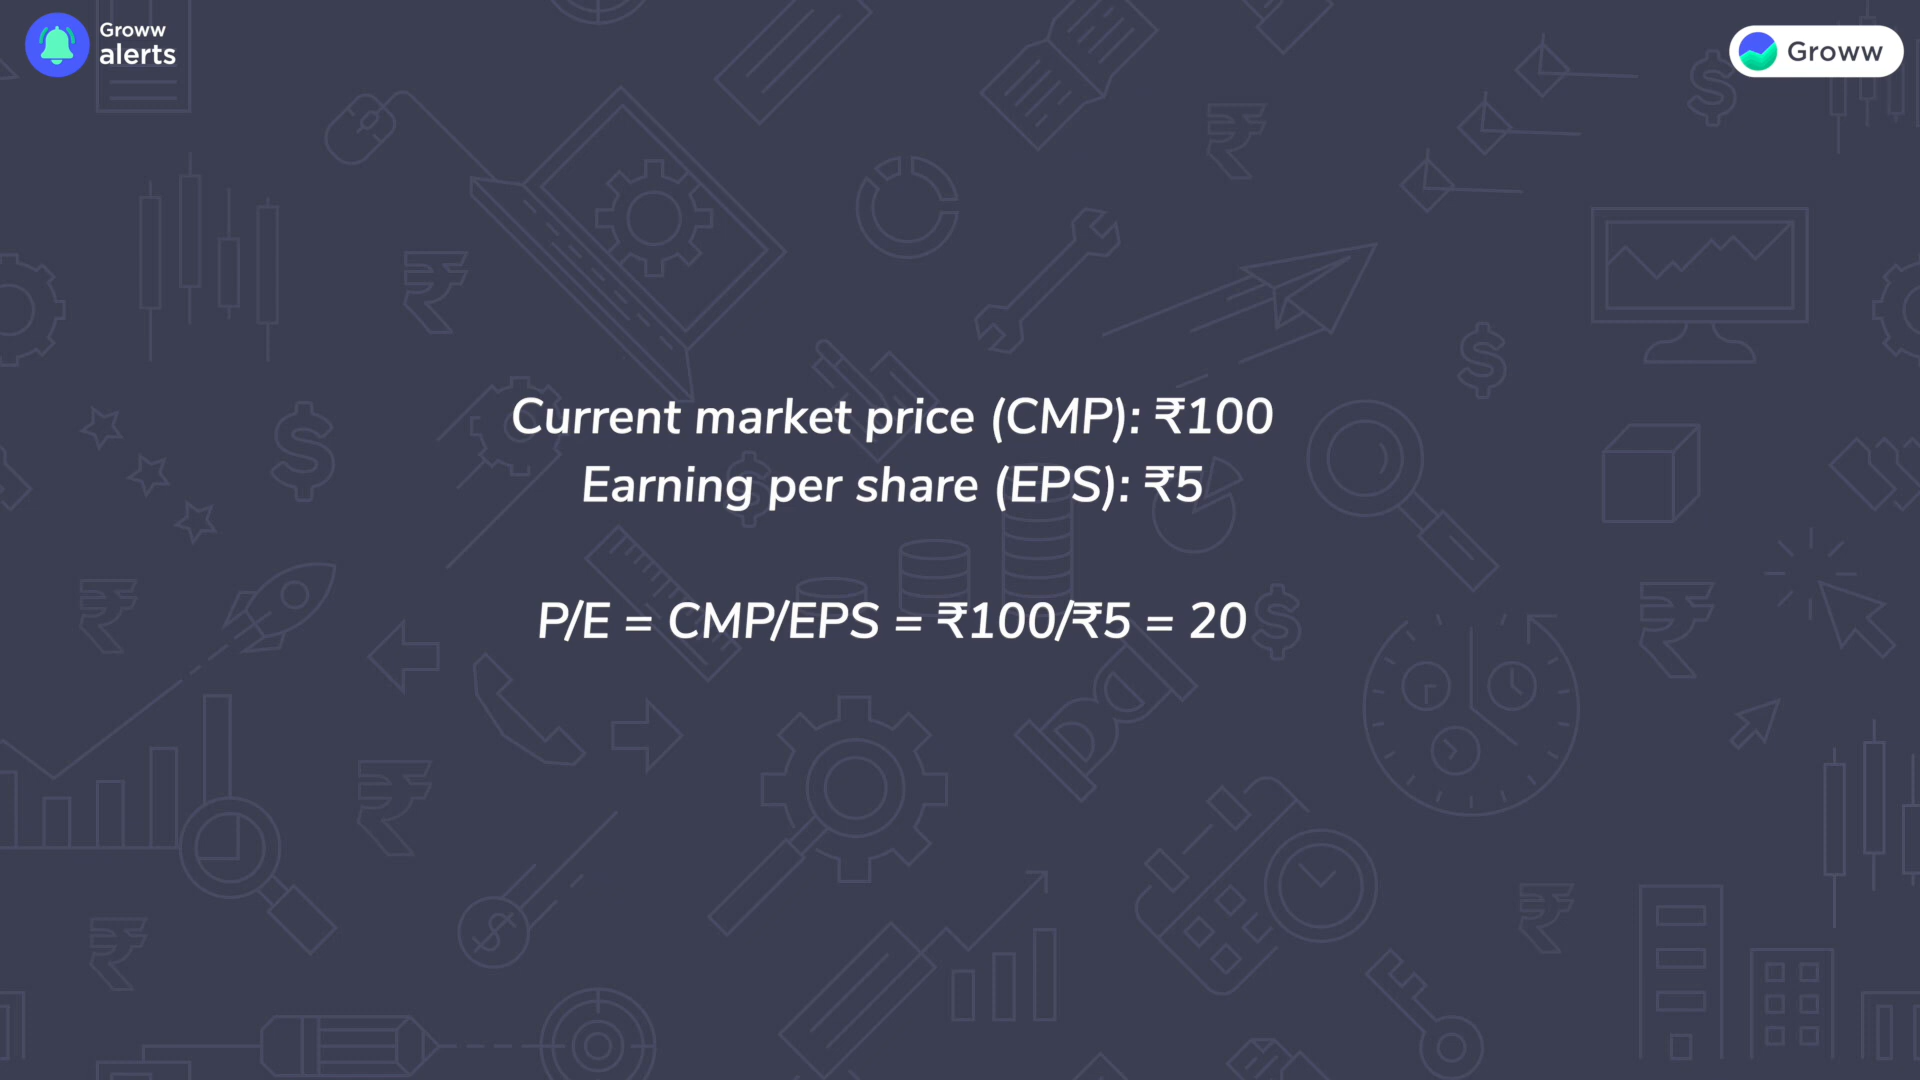 Groww
alerts
Groww
Current market price (CMP): ₹100
Earning per share (EPS): ₹5
P/E = CMP/EPS = ₹100/₹5 = 20